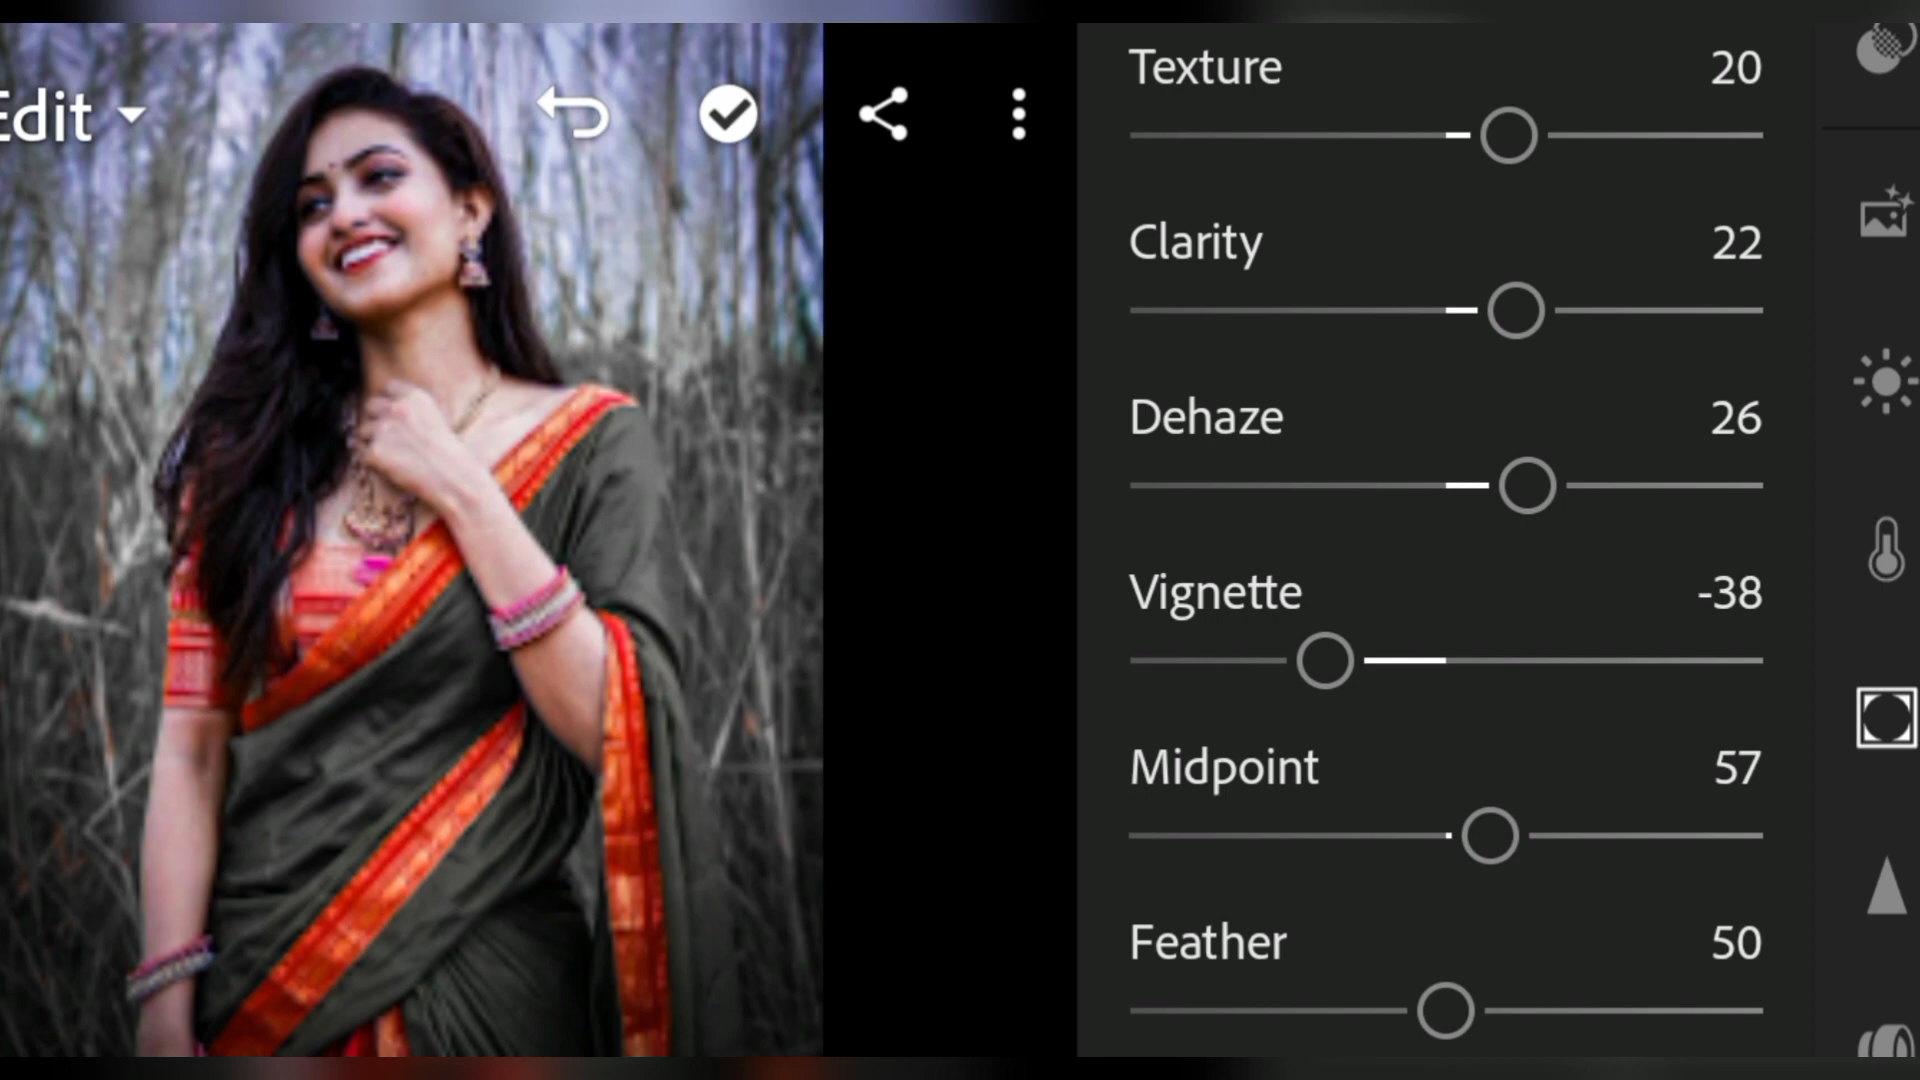 Edit
Texture 20
Clarity 22
Dehaze 26
Vignette -38
Midpoint 57
Feather 50